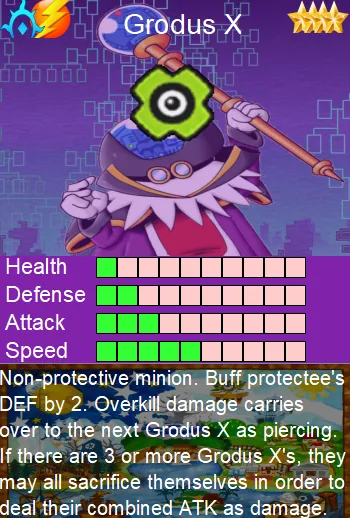 Grodus X
Health
Defense
Attack
Speed
Non-protective minion. Buff protectee's
DEF by 2. Overkill damage carries
over to the next Grodus X as piercing.
If there are 3 or more Grodus X's, they
may all sacrifice themselves in order to
deal their combined ATK as damage.